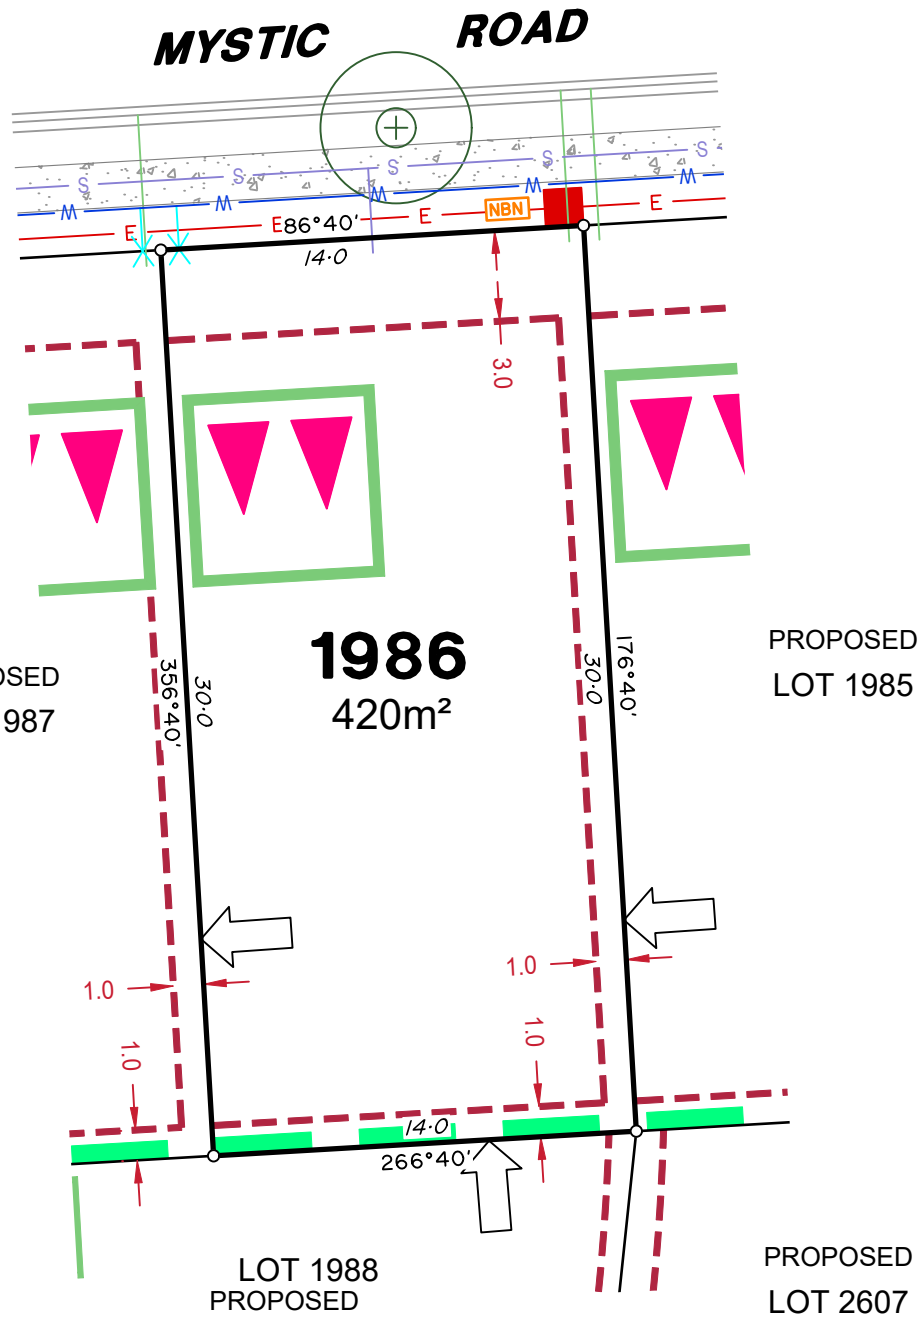 MYSTIC ROAD
S S S S S
M M M M M
E E E E
NBN
86°40'
14·0
3.0
1986
420m²
356°40'
30·0
30·0
176°40'
PROPOSED
LOT 1985
OSED
987
1.0
1.0
1.0
1.0
14·0
266°40'
LOT 1988
PROPOSED
PROPOSED
LOT 2607